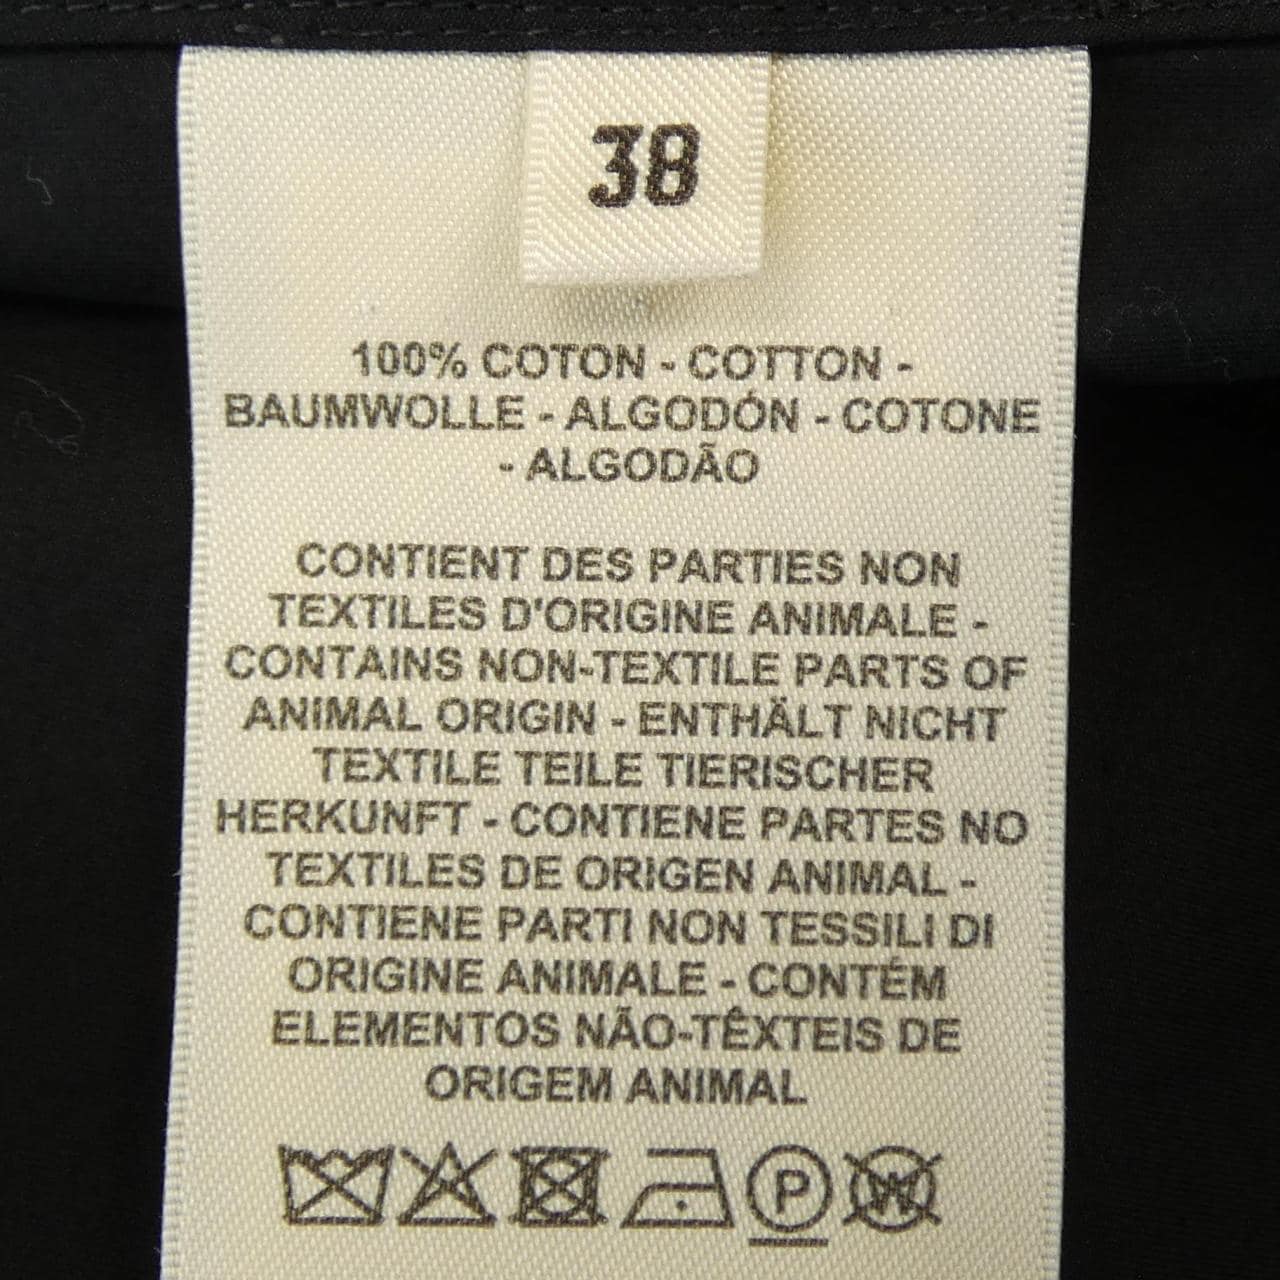 38
100% COTON - COTTON -
BAUMWOLLE - ALGODÓN - COTONE
- ALGODÃO
CONTIENT DES PARTIES NON
TEXTILES D'ORIGINE ANIMALE -
CONTAINS NON-TEXTILE PARTS OF
ANIMAL ORIGIN - ENTHÄLT NICHT
TEXTILE TEILE TIERISCHER
HERKUNFT - CONTIENE PARTES NO
TEXTILES DE ORIGEN ANIMAL -
CONTIENE PARTI NON TESSILI DI
ORIGINE ANIMALE - CONTÉM
ELEMENTOS NÃO-TÊXTEIS DE
ORIGEM ANIMAL
P W